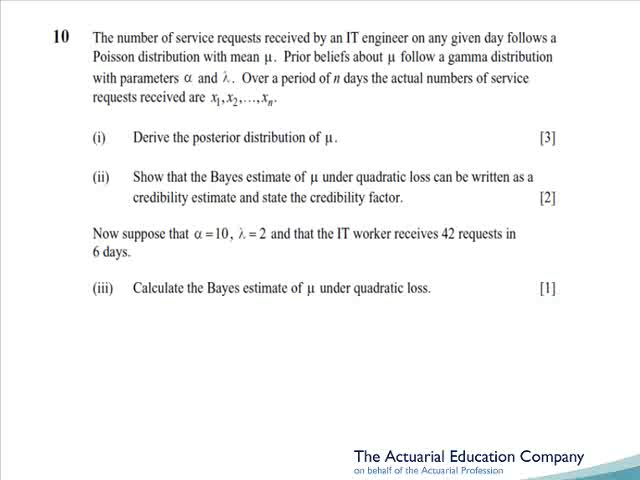 10 The number of service requests received by an IT engineer on any given day follows a
Poisson distribution with mean μ. Prior beliefs about μ follow a gamma distribution
with parameters α and λ. Over a period of n days the actual numbers of service
requests received are x₁, x₂, …, xₙ.
(i) Derive the posterior distribution of μ. [3]
(ii) Show that the Bayes estimate of μ under quadratic loss can be written as a
credibility estimate and state the credibility factor. [2]
Now suppose that α = 10, λ = 2 and that the IT worker receives 42 requests in
6 days.
(iii) Calculate the Bayes estimate of μ under quadratic loss. [1]
The Actuarial Education Company
on behalf of the Actuarial Profession